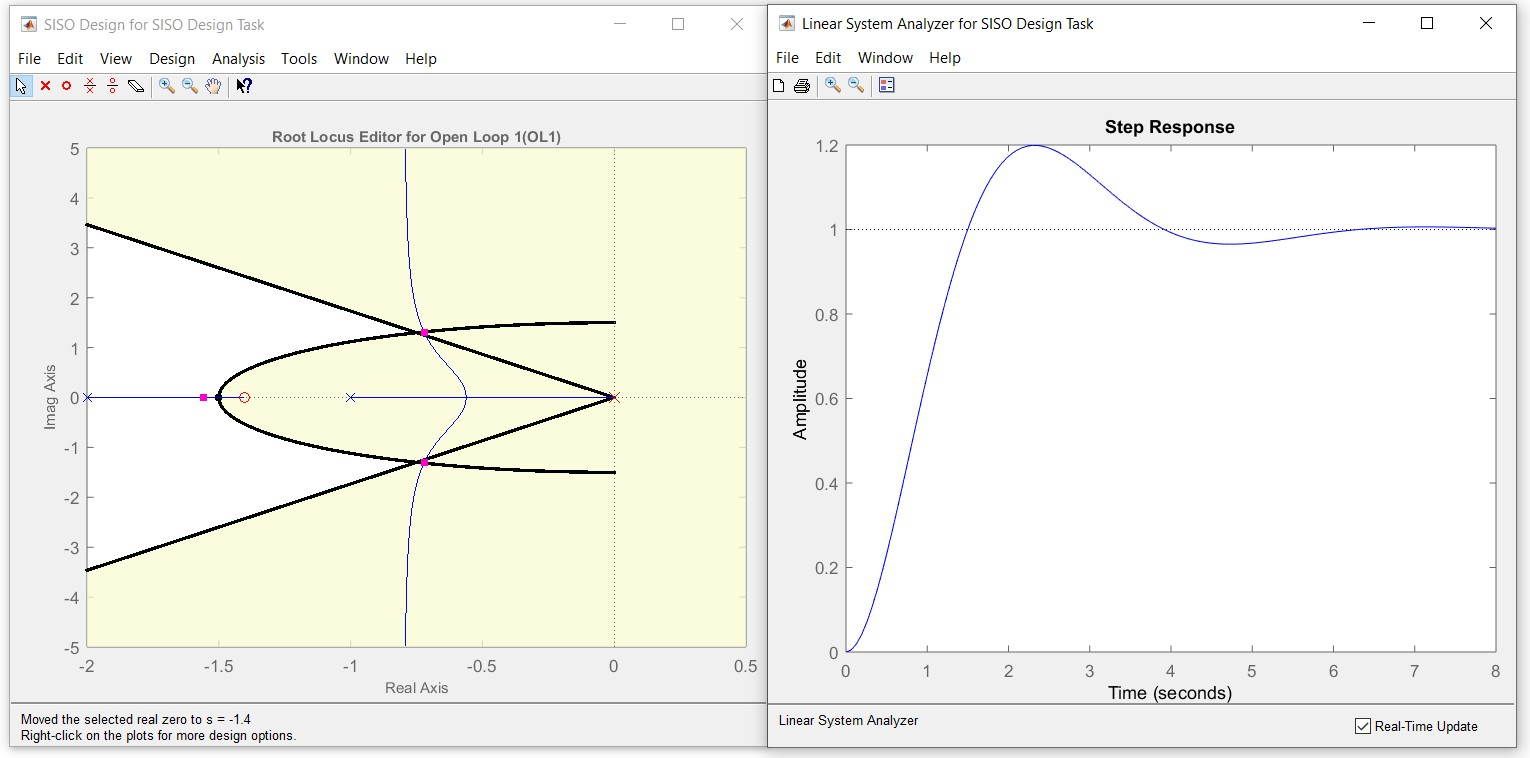 SISO Design for SISO Design Task
File Edit View Design Analysis Tools Window Help
Root Locus Editor for Open Loop 1(OL1)
5
4
3
2
1
0
-1
-2
-3
-4
-5
Imag Axis
-2 -1.5 -1 -0.5 0 0.5
Real Axis
Moved the selected real zero to s = -1.4
Right-click on the plots for more design options.
Linear System Analyzer for SISO Design Task
File Edit Window Help
Step Response
1.2
1
0.8
0.6
0.4
0.2
0
Amplitude
0 1 2 3 4 5 6 7 8
Time (seconds)
Linear System Analyzer
Real-Time Update